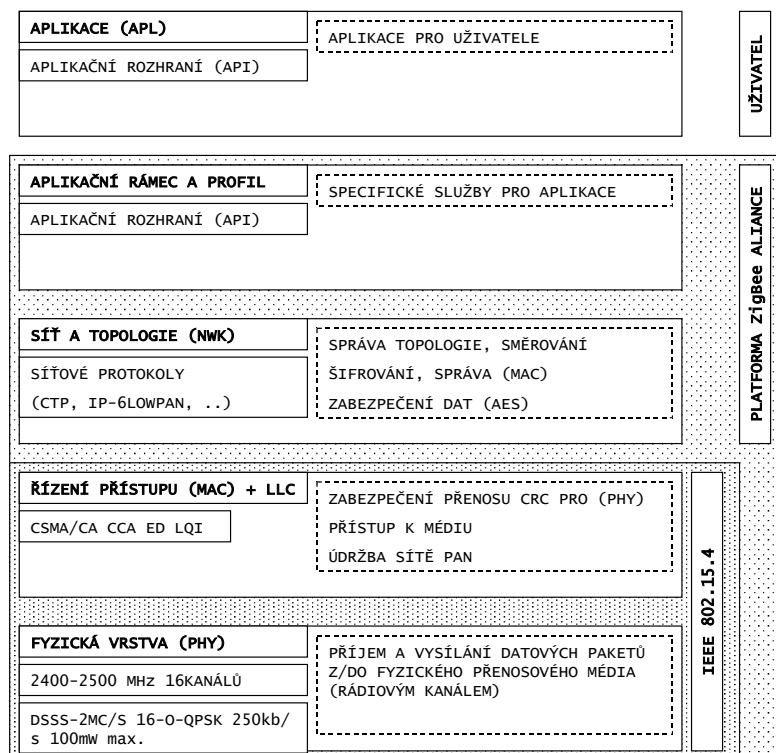 APLIKACE (APL)
APLIKAČNÍ ROZHRANÍ (API)
APLIKACE PRO UŽIVATELE
UŽIVATEL
APLIKAČNÍ RÁMEC A PROFIL
APLIKAČNÍ ROZHRANÍ (API)
SPECIFICKÉ SLUŽBY PRO APLIKACE
PLATFORMA ZigBee ALIANCE
SÍŤ A TOPOLOGIE (NWK)
SÍŤOVÉ PROTOKOLY
(CTP, IP-6LOWPAN, ..)
SPRÁVA TOPOLOGIE, SMĚROVÁNÍ
ŠIFROVÁNÍ, SPRÁVA (MAC)
ZABEZPEČENÍ DAT (AES)
ŘÍZENÍ PŘÍSTUPU (MAC) + LLC
CSMA/CA CCA ED LQI
ZABEZPEČENÍ PŘENOSU CRC PRO (PHY)
PŘÍSTUP K MÉDIU
ÚDRŽBA SÍTĚ PAN
IEEE 802.15.4
FYZICKÁ VRSTVA (PHY)
2400-2500 MHz 16KANÁLŮ
DSSS-2MC/S 16-O-QPSK 250kb/
s 100mW max.
PŘÍJEM A VYSÍLÁNÍ DATOVÝCH PAKETŮ
Z/DO FYZICKÉHO PŘENOSOVÉHO MÉDIA
(RÁDIOVÝM KANÁLEM)